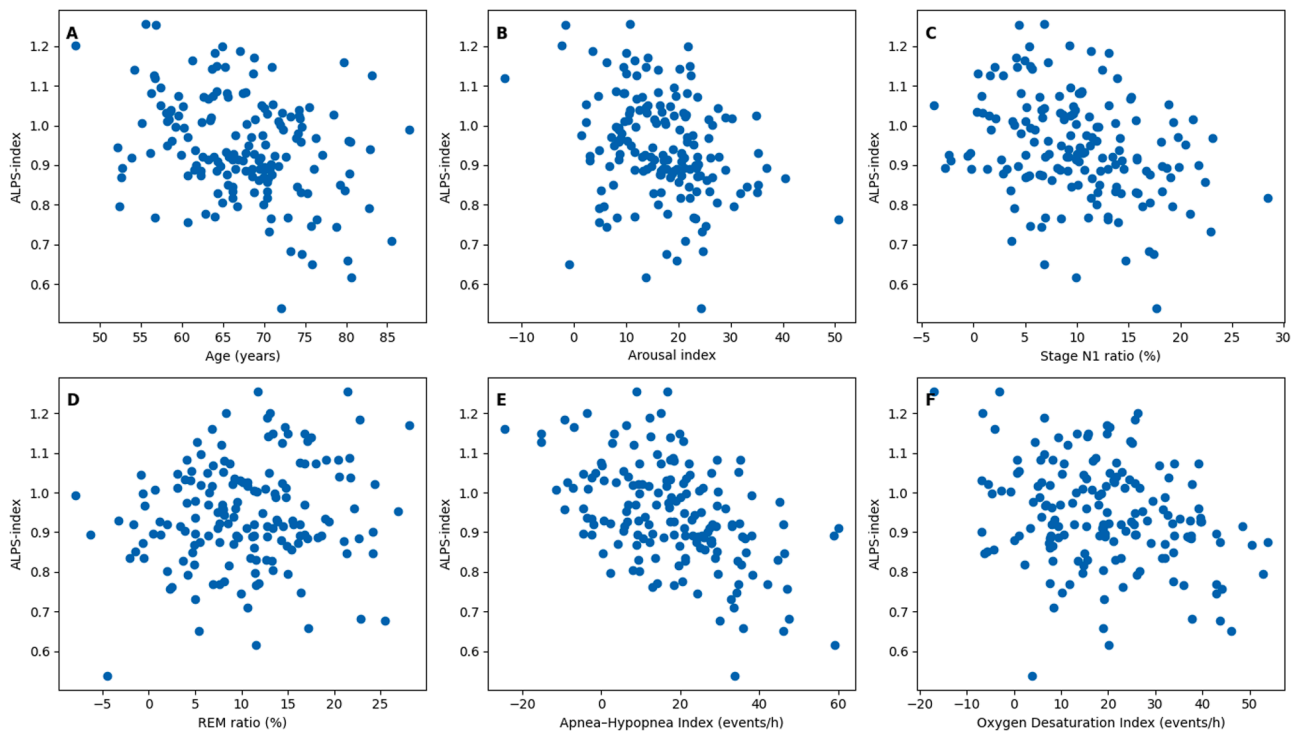 A
1.2
1.1
1.0
0.9
0.8
0.7
0.6
ALPS-index
50 55 60 65 70 75 80 85
Age (years)
B
1.2
1.1
1.0
0.9
0.8
0.7
0.6
ALPS-index
−10 0 10 20 30 40 50
Arousal index
C
1.2
1.1
1.0
0.9
0.8
0.7
0.6
ALPS-index
−5 0 5 10 15 20 25 30
Stage N1 ratio (%)
D
1.2
1.1
1.0
0.9
0.8
0.7
0.6
ALPS-index
−5 0 5 10 15 20 25
REM ratio (%)
E
1.2
1.1
1.0
0.9
0.8
0.7
0.6
ALPS-index
−20 0 20 40 60
Apnea–Hypopnea Index (events/h)
F
1.2
1.1
1.0
0.9
0.8
0.7
0.6
ALPS-index
−20 −10 0 10 20 30 40 50
Oxygen Desaturation Index (events/h)